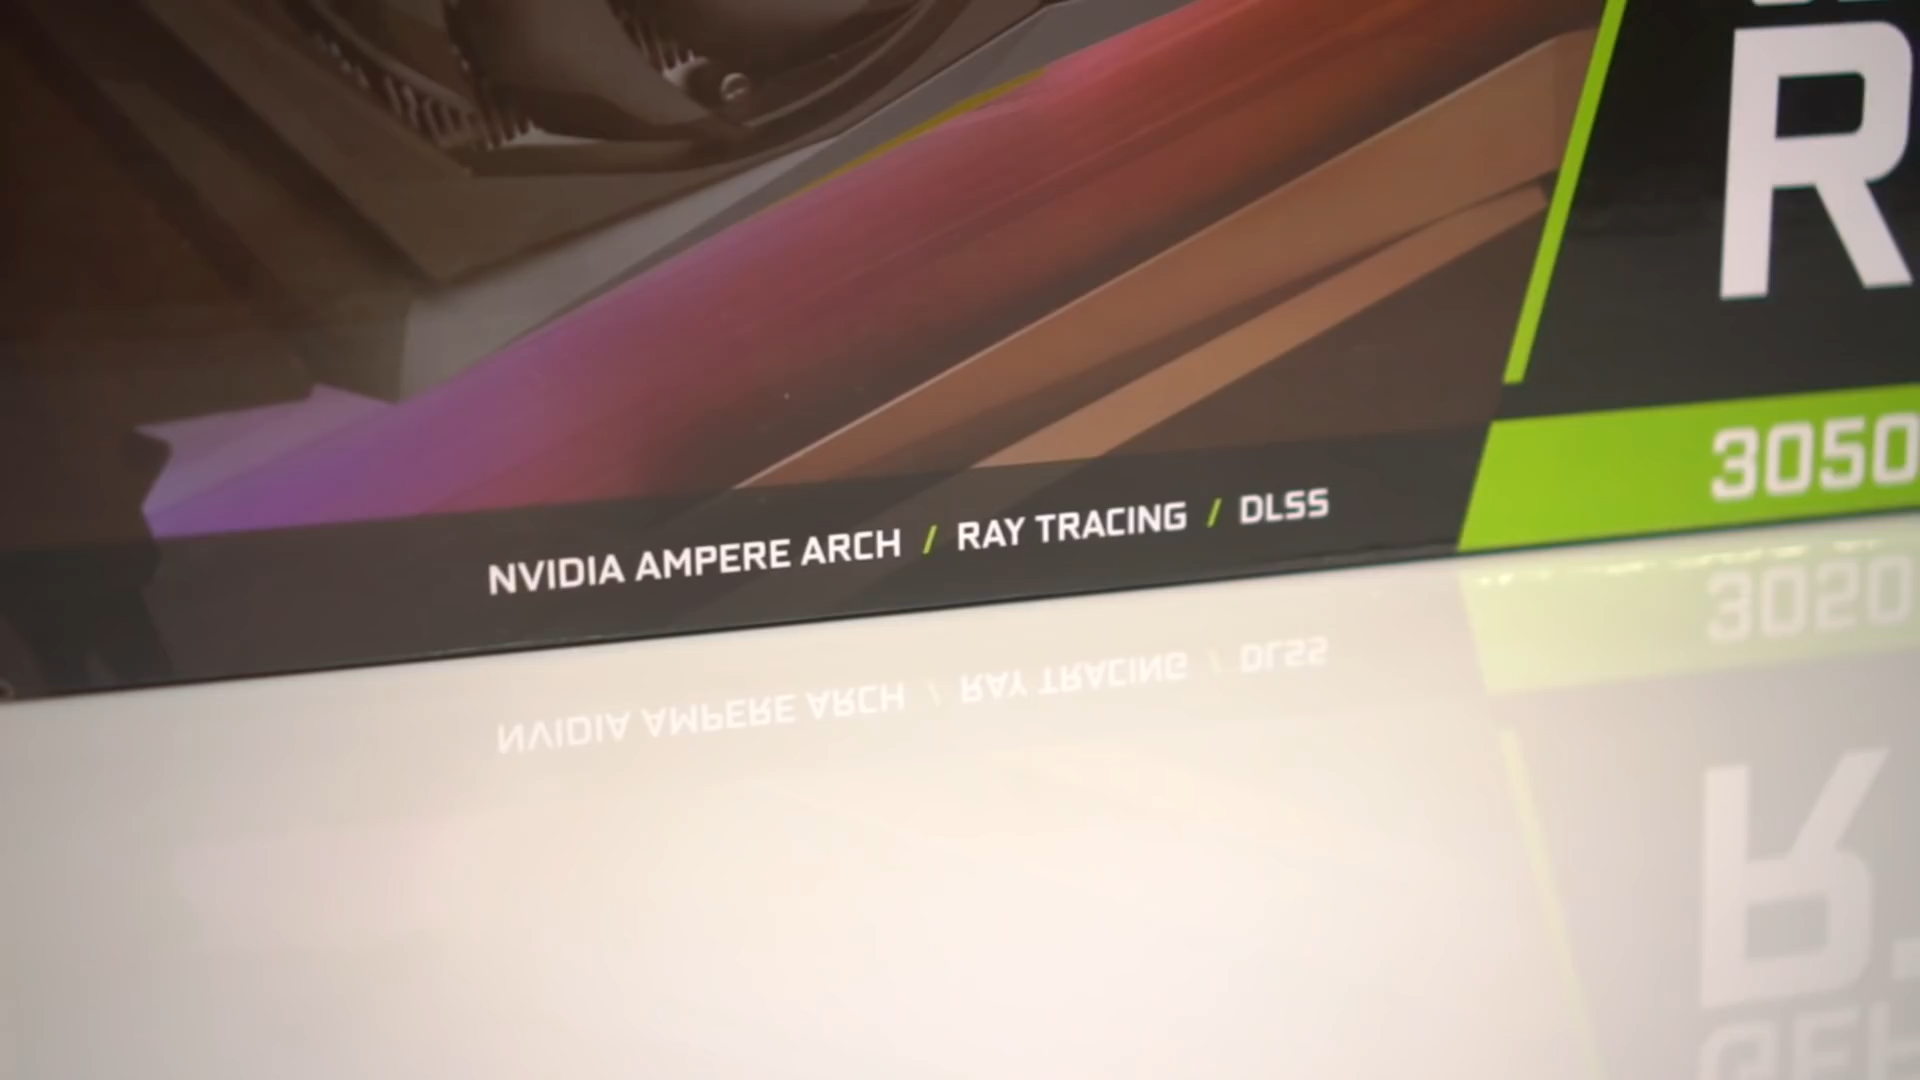 R
3050
NVIDIA AMPERE ARCH / RAY TRACING / DLSS